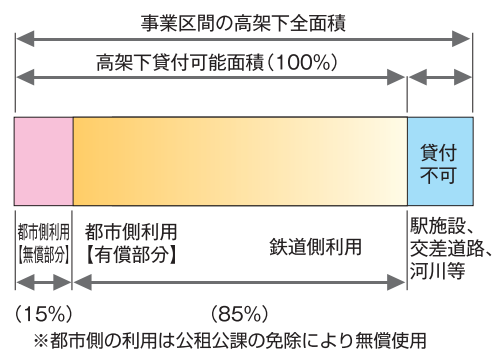 事業区間の高架下全面積
高架下貸付可能面積（100%）
貸付
不可
都市側利用
【無償部分】
都市側利用
【有償部分】
鉄道側利用
駅施設、
交差道路、
河川等
（15%）
（85%）
※都市側の利用は公租公課の免除により無償使用